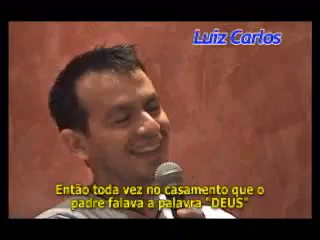 Luiz Carlos
Então toda vez no casamento que o
padre falava a palavra "DEUS"